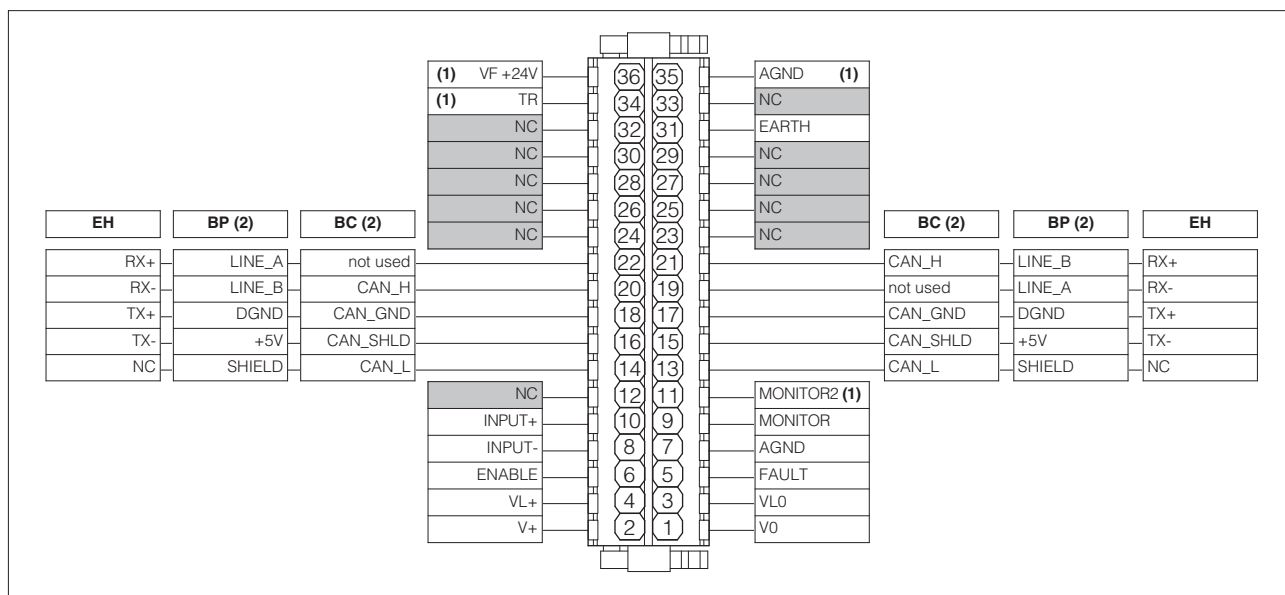 (1) VF +24V 36 35 AGND (1)
(1) TR 34 33 NC
NC 32 31 EARTH
NC 30 29 NC
NC 28 27 NC
NC 26 25 NC
NC 24 23 NC
EH BP (2) BC (2) BC (2) BP (2) EH
RX+ LINE_A not used 22 21 CAN_H LINE_B RX+
RX- LINE_B CAN_H 20 19 not used LINE_A RX-
TX+ DGND CAN_GND 18 17 CAN_GND DGND TX+
TX- +5V CAN_SHLD 16 15 CAN_SHLD +5V TX-
NC SHIELD CAN_L 14 13 CAN_L SHIELD NC
NC 12 11 MONITOR2 (1)
INPUT+ 10 9 MONITOR
INPUT- 8 7 AGND
ENABLE 6 5 FAULT
VL+ 4 3 VL0
V+ 2 1 V0